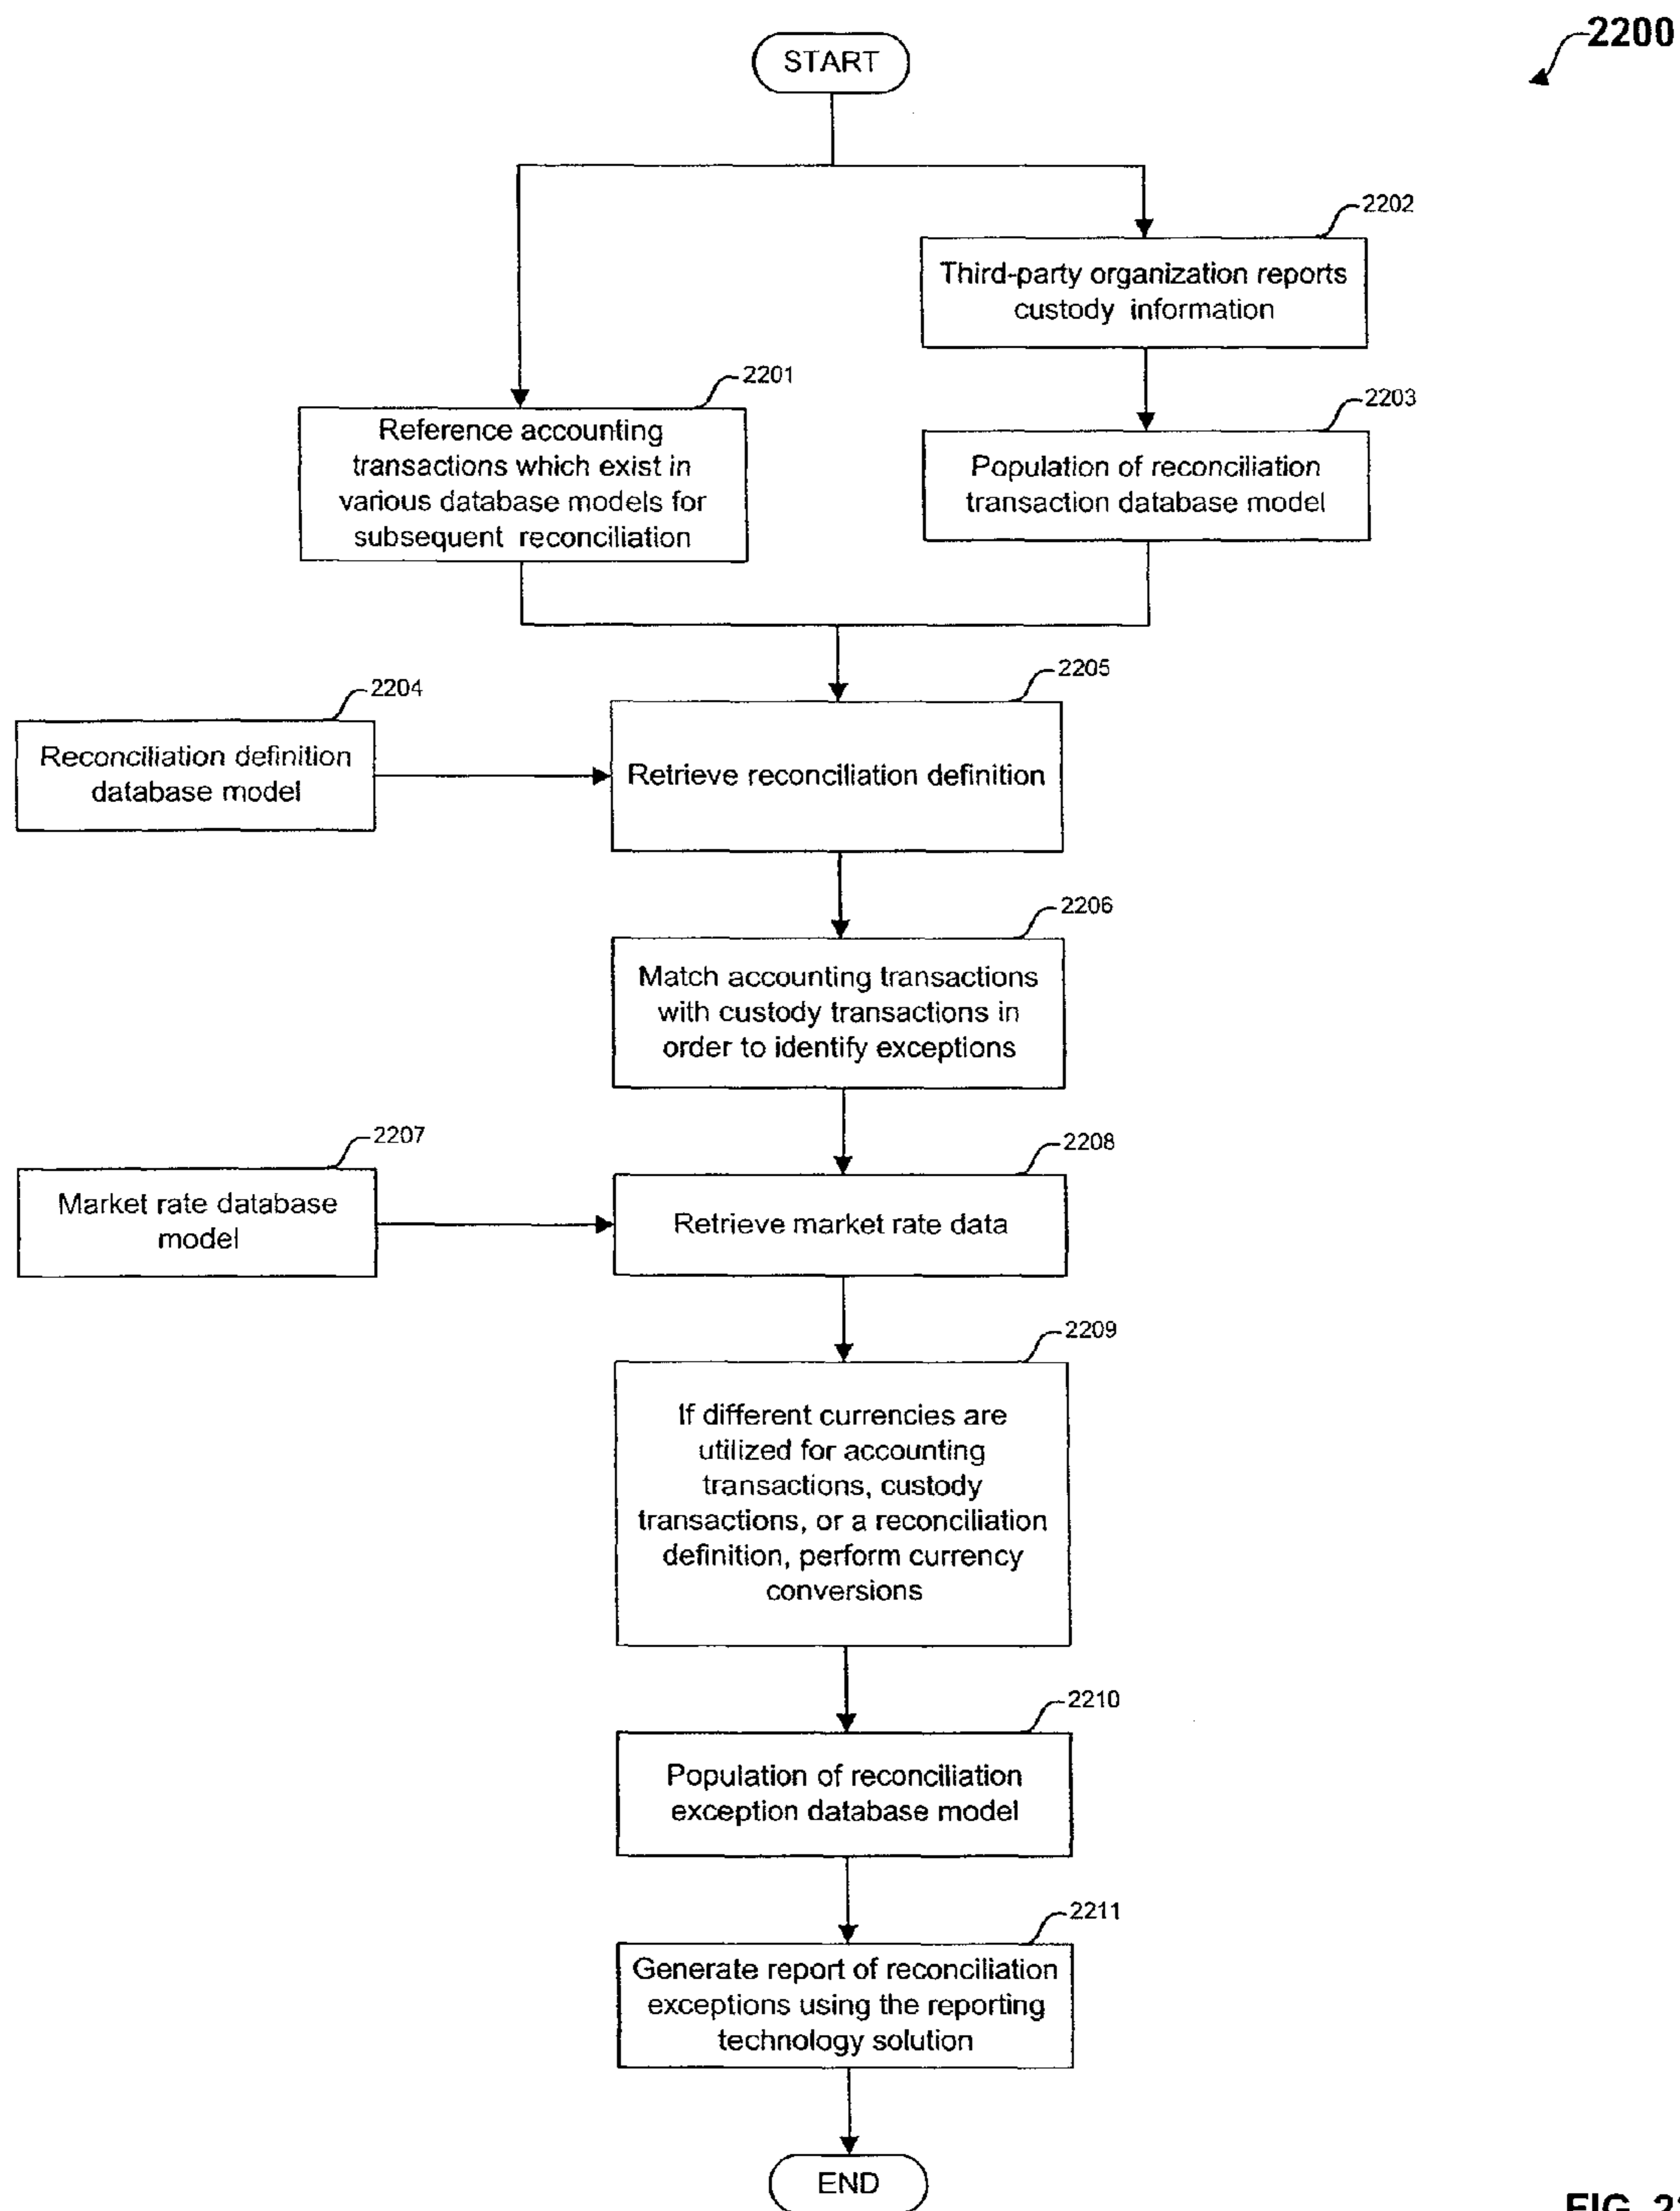 2200
START
2202
Third-party organization reports
custody information
2201
2203
Reference accounting
transactions which exist in
various database models for
subsequent reconciliation
Population of reconciliation
transaction database model
2204
2205
Reconciliation definition
database model
Retrieve reconciliation definition
2206
Match accounting transactions
with custody transactions in
order to identify exceptions
2207
2208
Market rate database
model
Retrieve market rate data
2209
If different currencies are
utilized for accounting
transactions, custody
transactions, or a reconciliation
definition, perform currency
conversions
2210
Population of reconciliation
exception database model
2211
Generate report of reconciliation
exceptions using the reporting
technology solution
END
FIG.